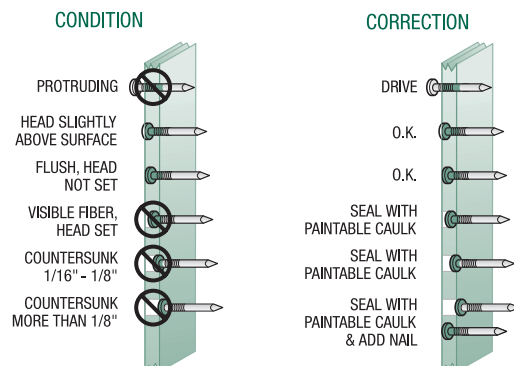 CONDITION
PROTRUDING
HEAD SLIGHTLY
ABOVE SURFACE
FLUSH, HEAD
NOT SET
VISIBLE FIBER,
HEAD SET
COUNTERSUNK
1/16" - 1/8"
COUNTERSUNK
MORE THAN 1/8"
CORRECTION
DRIVE
O.K.
O.K.
SEAL WITH
PAINTABLE CAULK
SEAL WITH
PAINTABLE CAULK
SEAL WITH
PAINTABLE CAULK
& ADD NAIL